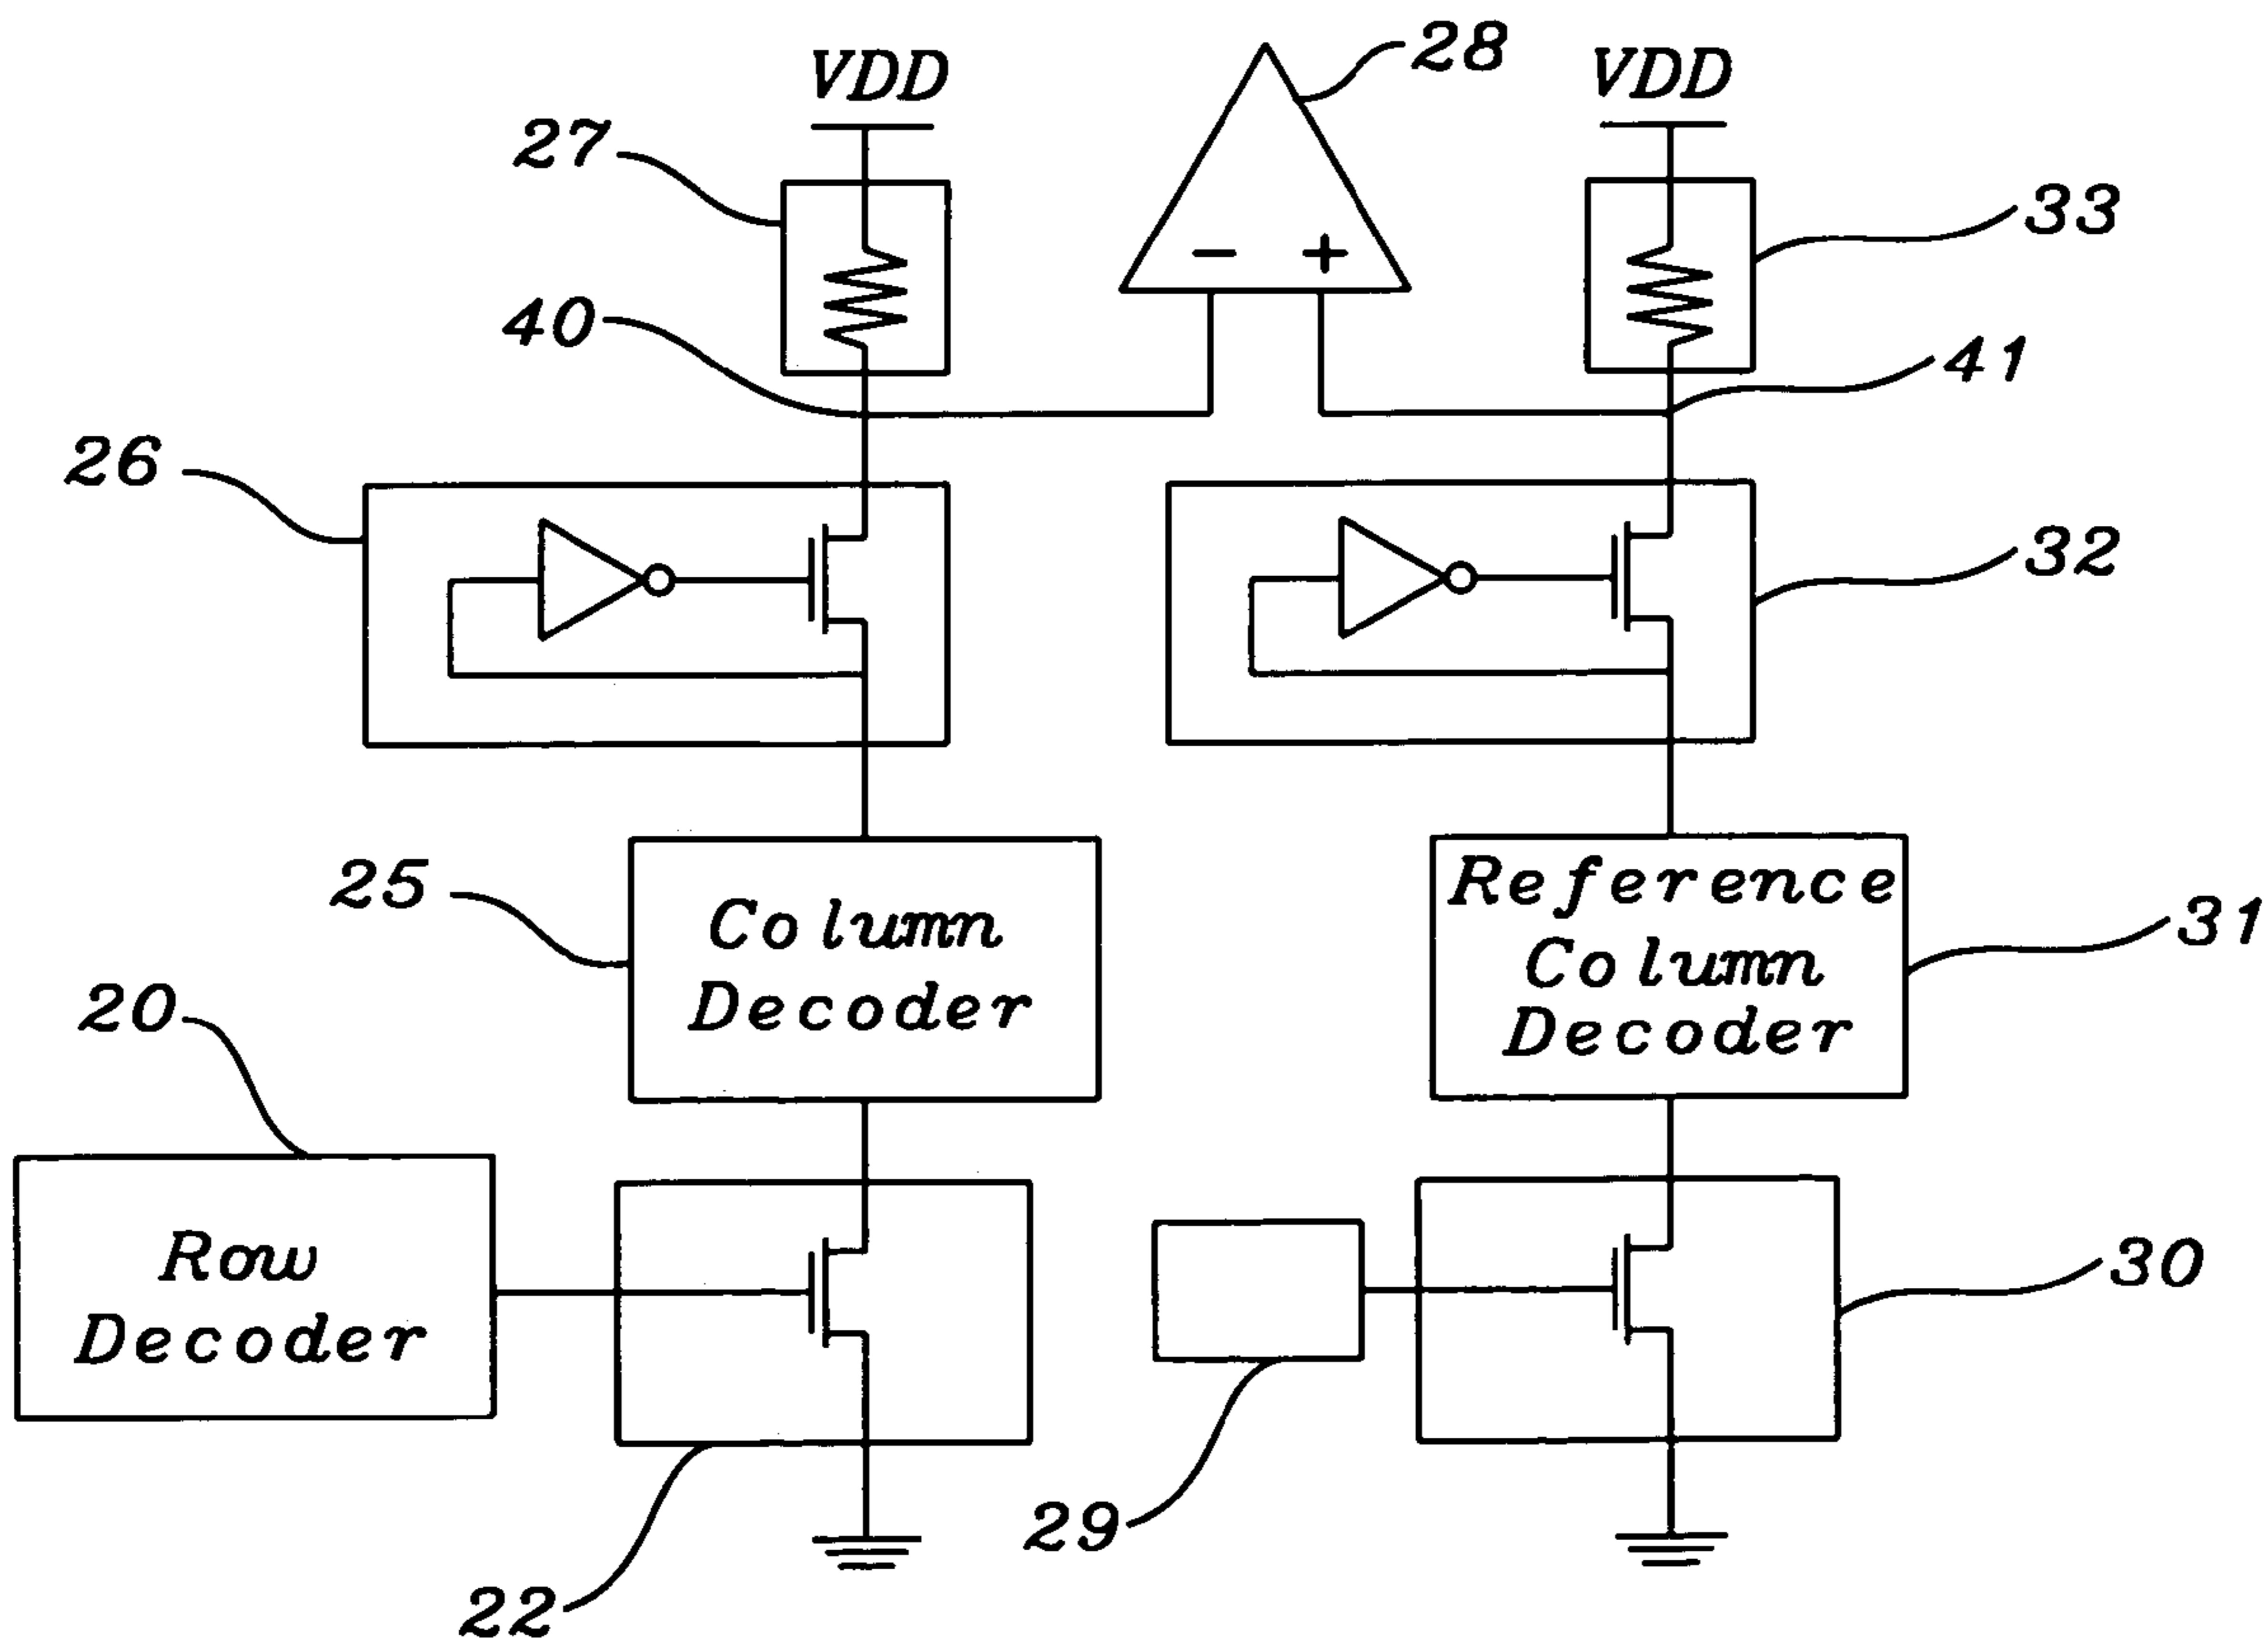 VDD
28
VDD
27
33
40
41
26
32
25
Column
Decoder
Reference
Column
Decoder
31
20
Row
Decoder
- +
30
29
22